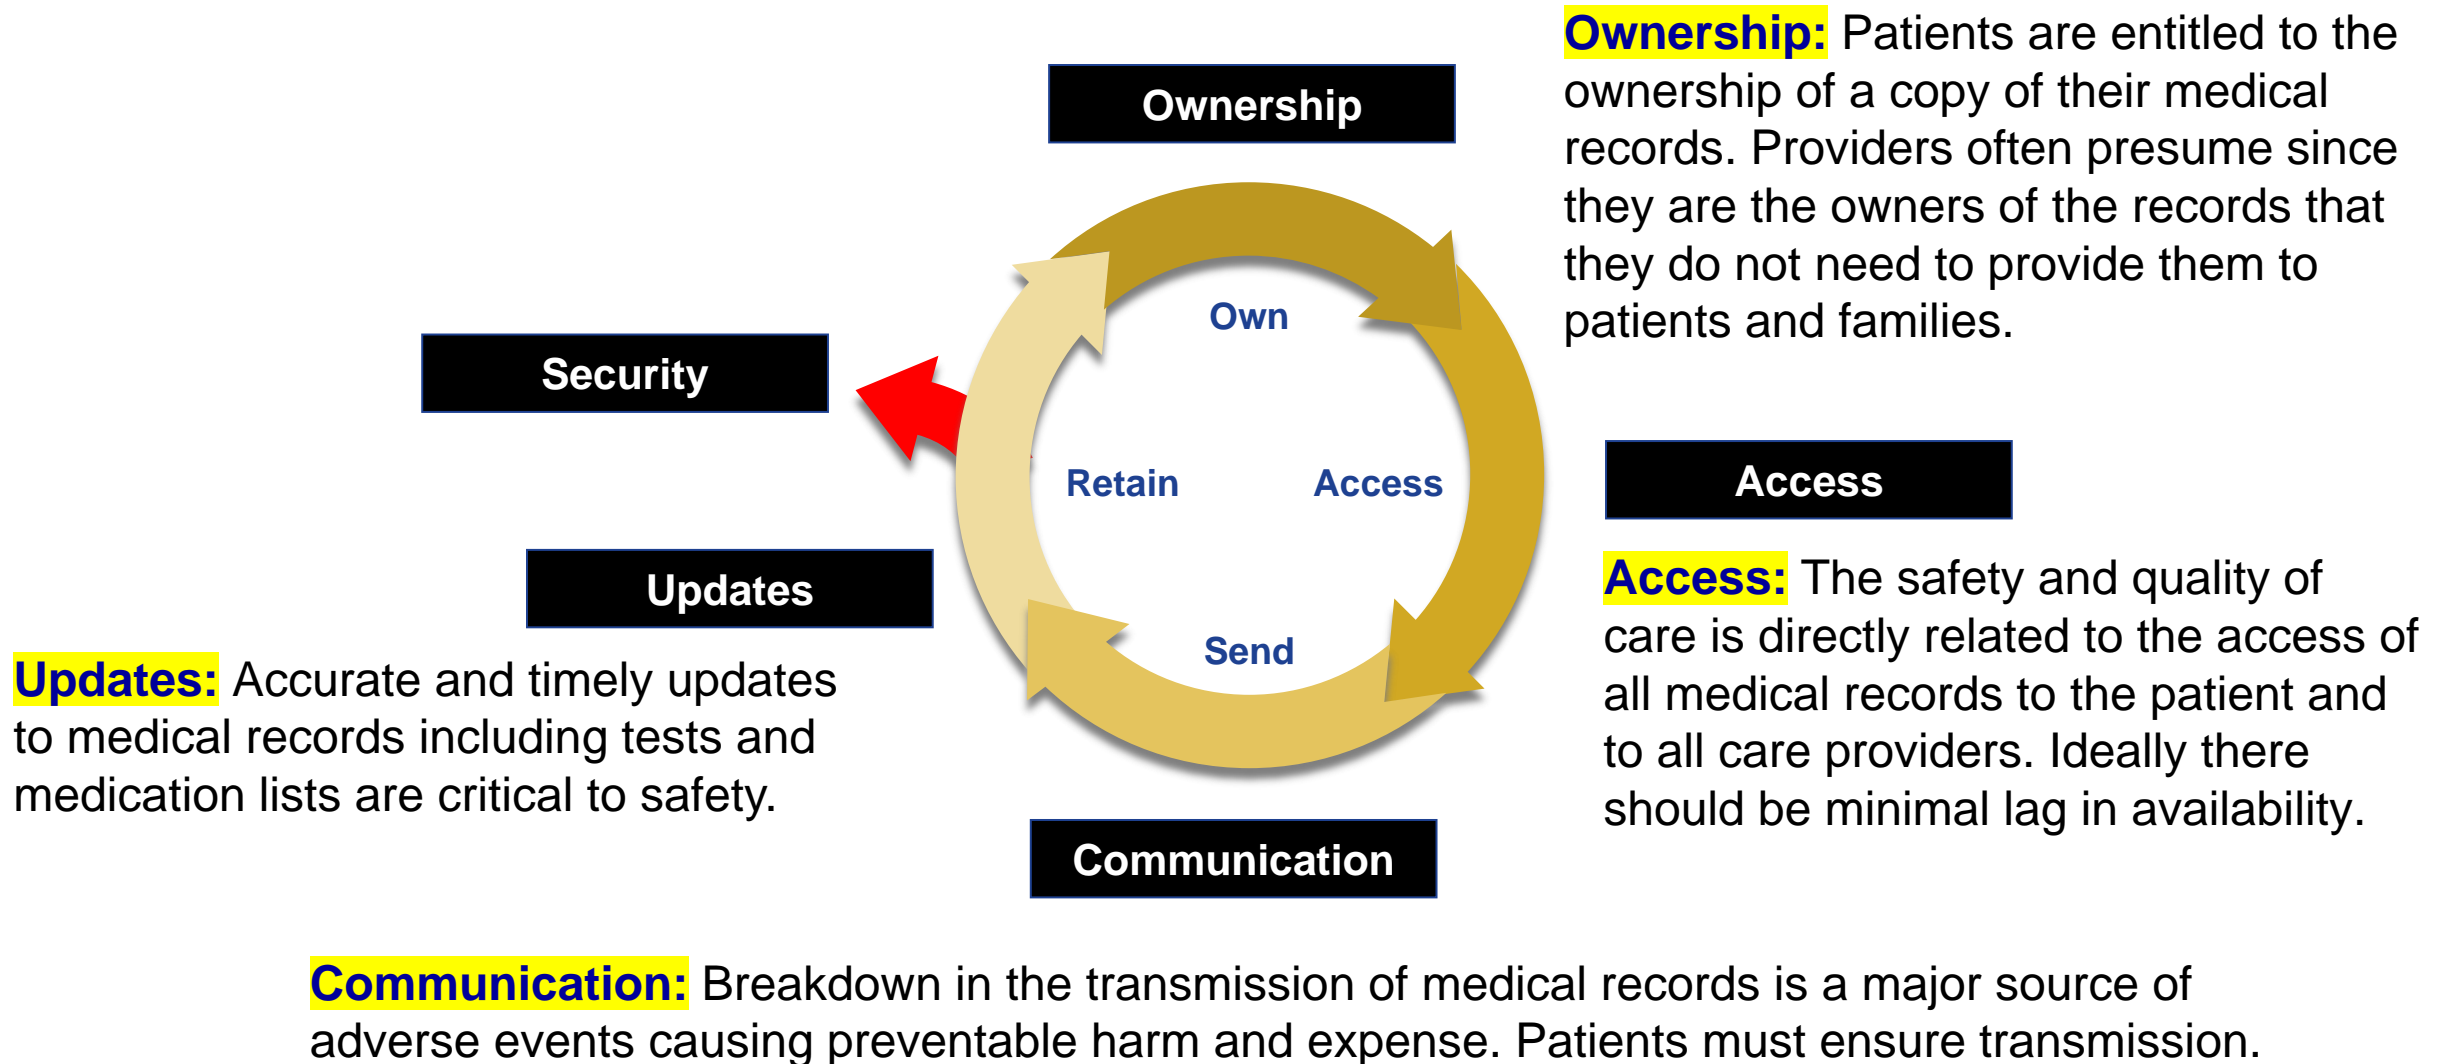 Ownership: Patients are entitled to the
ownership of a copy of their medical
records. Providers often presume since
they are the owners of the records that
they do not need to provide them to
patients and families.
Ownership
Own
Security
Retain
Access
Access
Updates
Access: The safety and quality of
care is directly related to the access of
all medical records to the patient and
to all care providers. Ideally there
should be minimal lag in availability.
Send
Updates: Accurate and timely updates
to medical records including tests and
medication lists are critical to safety.
Communication
Communication: Breakdown in the transmission of medical records is a major source of
adverse events causing preventable harm and expense. Patients must ensure transmission.